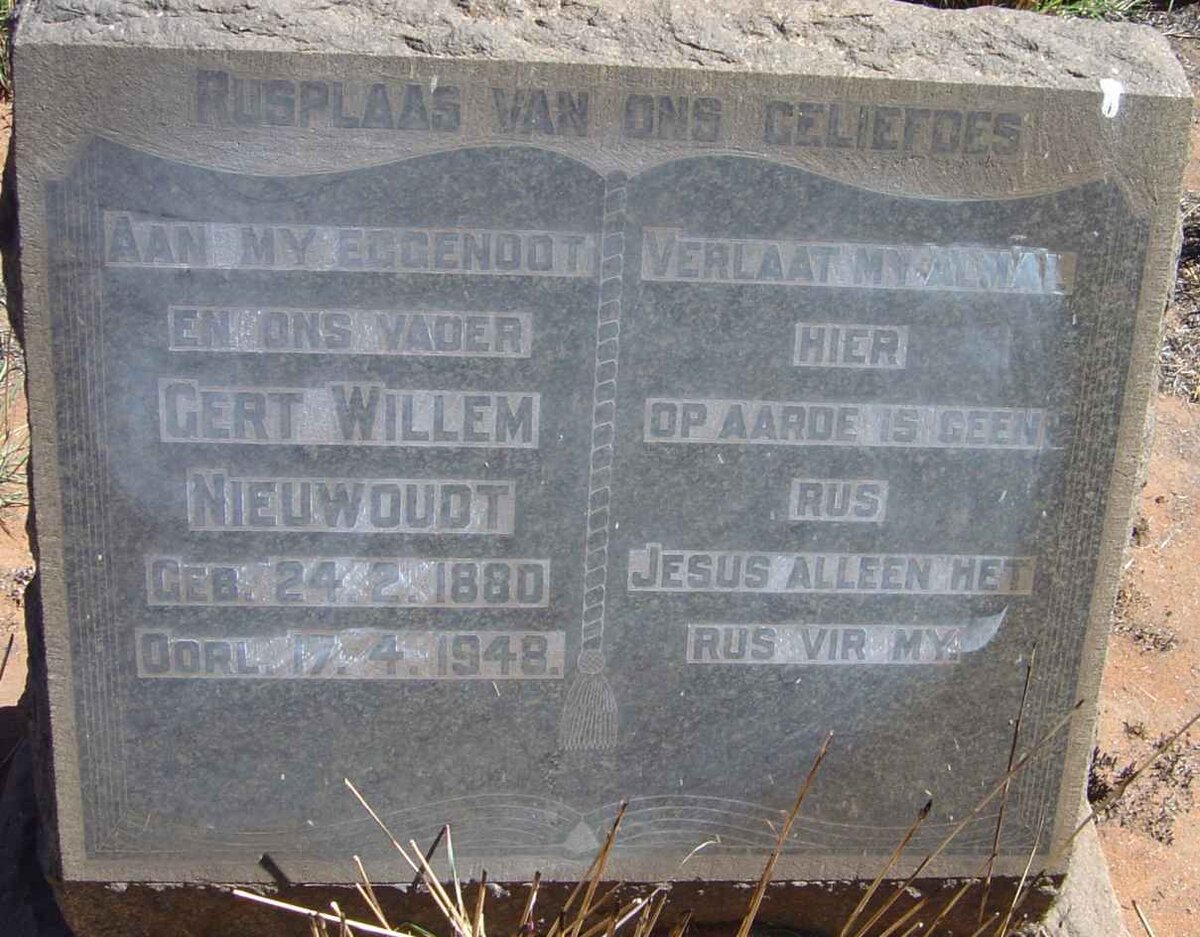 RUSPLAAS VAN ONS GELIEFDES
AAN MY EGGENOOT
EN ONS VADER
GERT WILLEM
NIEUWOUDT
GEB. 24. 2. 1880
OORL. 17. 4. 1948.
VERLAAT MY ALWAL
HIER
OP AARDE IS GEEN
RUS
JESUS ALLEEN HET
RUS VIR MY.